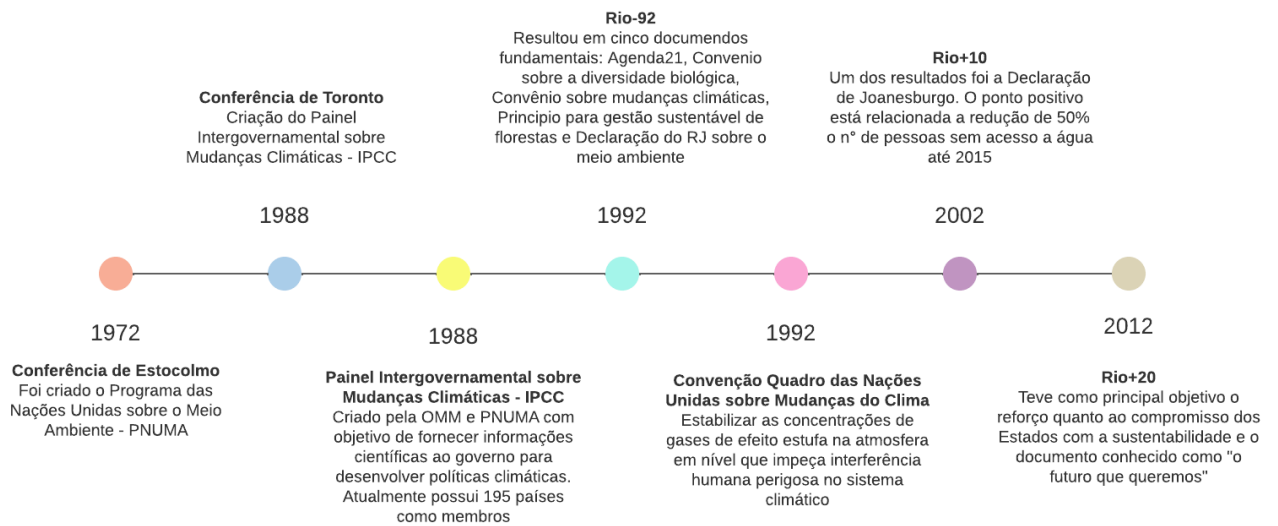 1972
Conferência de Estocolmo
Foi criado o Programa das
Nações Unidas sobre o Meio
Ambiente - PNUMA
Conferência de Toronto
Criação do Painel
Intergovernamental sobre
Mudanças Climáticas - IPCC
1988
1988
Painel Intergovernamental sobre
Mudanças Climáticas - IPCC
Criado pela OMM e PNUMA com
objetivo de fornecer informações
científicas ao governo para
desenvolver políticas climáticas.
Atualmente possui 195 países
como membros
Rio-92
Resultou em cinco documendos
fundamentais: Agenda21, Convenio
sobre a diversidade biológica,
Convênio sobre mudanças climáticas,
Principio para gestão sustentável de
florestas e Declaração do RJ sobre o
meio ambiente
1992
1992
Convenção Quadro das Nações
Unidas sobre Mudanças do Clima
Estabilizar as concentrações de
gases de efeito estufa na atmosfera
em nível que impeça interferência
humana perigosa no sistema
climático
Rio+10
Um dos resultados foi a Declaração
de Joanesburgo. O ponto positivo
está relacionada a redução de 50%
o n° de pessoas sem acesso a água
até 2015
2002
2012
Rio+20
Teve como principal objetivo o
reforço quanto ao compromisso dos
Estados com a sustentabilidade e o
documento conhecido como "o
futuro que queremos"